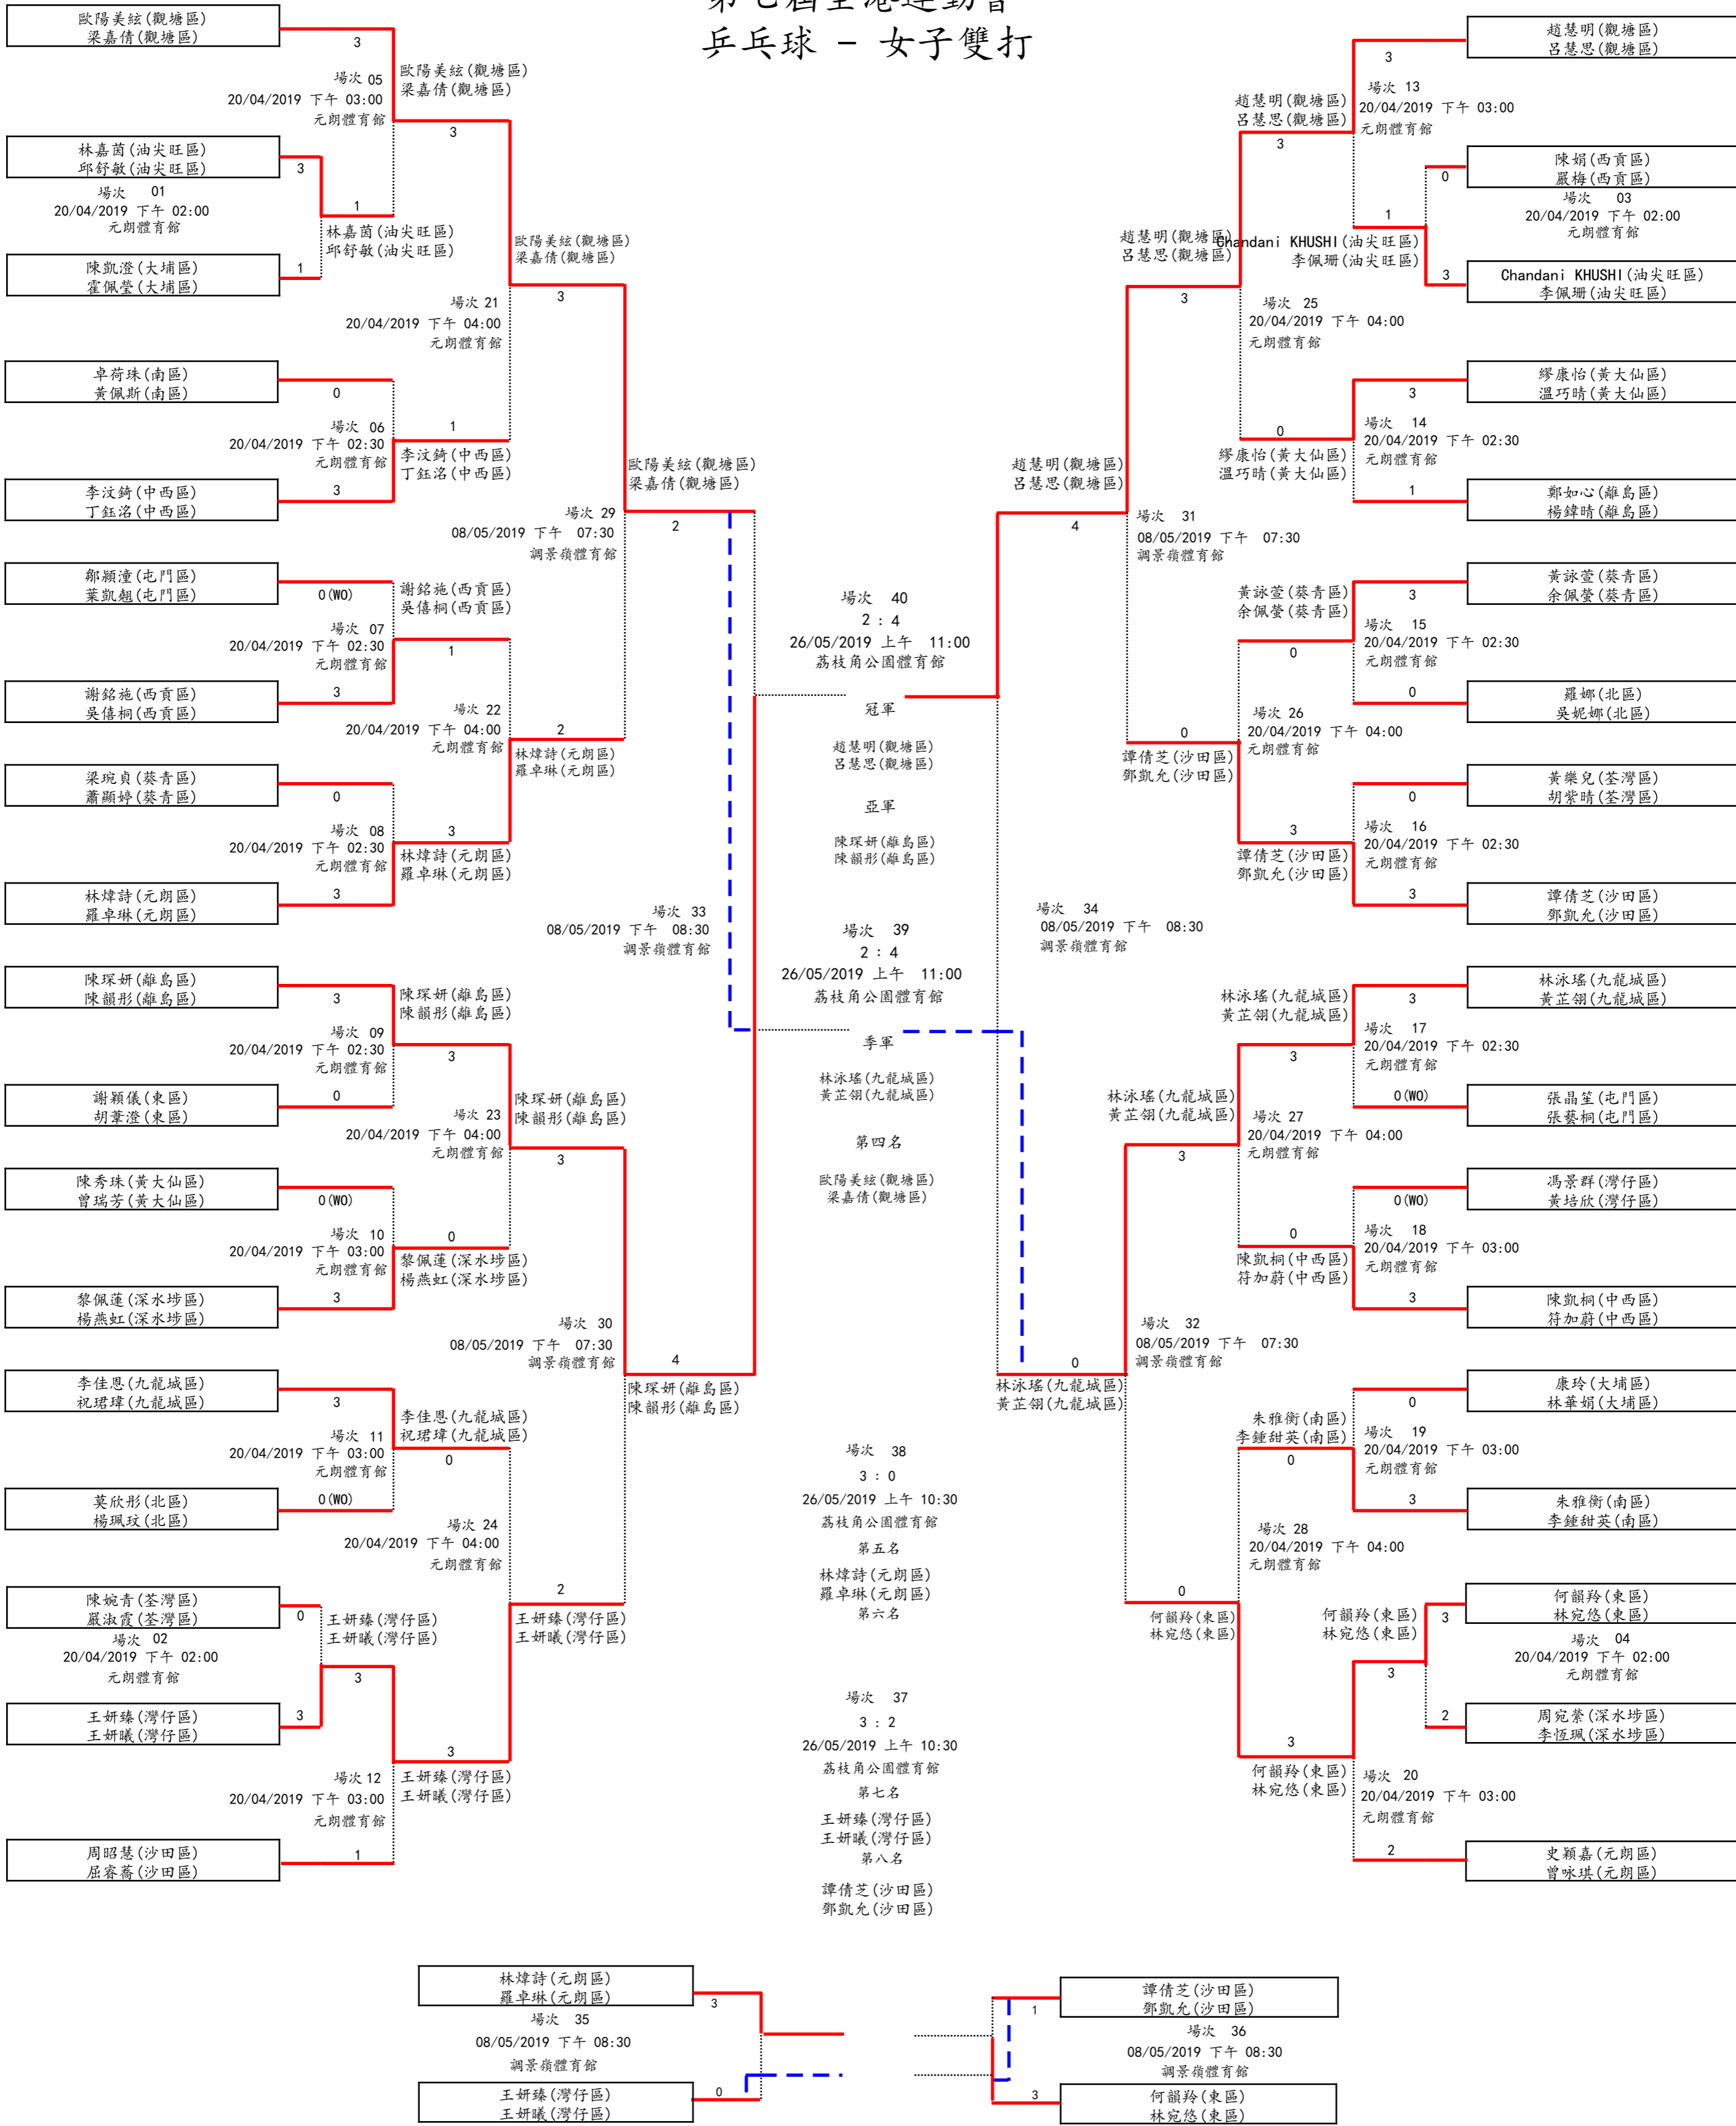 第七屆全港運動會
乒乓球 - 女子雙打
歐陽美絃(觀塘區)
梁嘉倩(觀塘區)
3
場次 05
20/04/2019 下午 03:00
元朗體育館
歐陽美絃(觀塘區)
梁嘉倩(觀塘區)
3
林嘉茵(油尖旺區)
邱舒敏(油尖旺區)
3
場次 01
20/04/2019 下午 02:00
元朗體育館
1
林嘉茵(油尖旺區)
邱舒敏(油尖旺區)
陳凱澄(大埔區)
霍佩瑩(大埔區)
1
歐陽美絃(觀塘區)
梁嘉倩(觀塘區)
3
場次 21
20/04/2019 下午 04:00
元朗體育館
卓荷珠(南區)
黃佩斯(南區)
0
場次 06
20/04/2019 下午 02:30
元朗體育館
1
李汶錡(中西區)
丁鈺洺(中西區)
李汶錡(中西區)
丁鈺洺(中西區)
3
歐陽美絃(觀塘區)
梁嘉倩(觀塘區)
2
場次 29
08/05/2019 下午 07:30
調景嶺體育館
鄒潁潼(屯門區)
葉凱翹(屯門區)
0(WO)
場次 07
20/04/2019 下午 02:30
元朗體育館
謝銘施(西貢區)
吳僖桐(西貢區)
1
謝銘施(西貢區)
吳僖桐(西貢區)
3
場次 22
20/04/2019 下午 04:00
元朗體育館
2
林煒詩(元朗區)
羅卓琳(元朗區)
梁琬貞(葵青區)
蕭顯婷(葵青區)
0
場次 08
20/04/2019 下午 02:30
元朗體育館
3
林煒詩(元朗區)
羅卓琳(元朗區)
林煒詩(元朗區)
羅卓琳(元朗區)
3
場次 33
08/05/2019 下午 08:30
調景嶺體育館
陳琛妍(離島區)
陳韻彤(離島區)
3
場次 09
20/04/2019 下午 02:30
元朗體育館
陳琛妍(離島區)
陳韻彤(離島區)
3
謝穎儀(東區)
胡葦澄(東區)
0
場次 23
20/04/2019 下午 04:00
元朗體育館
陳琛妍(離島區)
陳韻彤(離島區)
3
陳秀珠(黃大仙區)
曾瑞芳(黃大仙區)
0(WO)
場次 10
20/04/2019 下午 03:00
元朗體育館
0
黎佩蓮(深水埗區)
楊燕虹(深水埗區)
黎佩蓮(深水埗區)
楊燕虹(深水埗區)
3
場次 30
08/05/2019 下午 07:30
調景嶺體育館
4
陳琛妍(離島區)
陳韻彤(離島區)
李佳恩(九龍城區)
祝珺瑋(九龍城區)
3
場次 11
20/04/2019 下午 03:00
元朗體育館
李佳恩(九龍城區)
祝珺瑋(九龍城區)
0
莫欣彤(北區)
楊珮玟(北區)
0(WO)
場次 24
20/04/2019 下午 04:00
元朗體育館
2
王妍臻(灣仔區)
王妍曦(灣仔區)
陳婉青(荃灣區)
嚴淑霞(荃灣區)
0
場次 02
20/04/2019 下午 02:00
元朗體育館
王妍臻(灣仔區)
王妍曦(灣仔區)
3
王妍臻(灣仔區)
王妍曦(灣仔區)
3
場次 12
20/04/2019 下午 03:00
元朗體育館
3
王妍臻(灣仔區)
王妍曦(灣仔區)
周昭慧(沙田區)
屈睿蕎(沙田區)
1
場次 40
2 : 4
26/05/2019 上午 11:00
荔枝角公園體育館
冠軍
趙慧明(觀塘區)
呂慧思(觀塘區)
亞軍
陳琛妍(離島區)
陳韻彤(離島區)
場次 39
2 : 4
26/05/2019 上午 11:00
荔枝角公園體育館
季軍
林泳瑤(九龍城區)
黃芷翎(九龍城區)
第四名
歐陽美絃(觀塘區)
梁嘉倩(觀塘區)
場次 38
3 : 0
26/05/2019 上午 10:30
荔枝角公園體育館
第五名
林煒詩(元朗區)
羅卓琳(元朗區)
第六名
場次 37
3 : 2
26/05/2019 上午 10:30
荔枝角公園體育館
第七名
王妍臻(灣仔區)
王妍曦(灣仔區)
第八名
譚倩芝(沙田區)
鄧凱允(沙田區)
趙慧明(觀塘區)
呂慧思(觀塘區)
3
場次 13
20/04/2019 下午 03:00
元朗體育館
趙慧明(觀塘區)
呂慧思(觀塘區)
3
陳娟(西貢區)
嚴梅(西貢區)
0
場次 03
20/04/2019 下午 02:00
元朗體育館
1
Chandani KHUSHI(油尖旺區)
李佩珊(油尖旺區)
Chandani KHUSHI(油尖旺區)
李佩珊(油尖旺區)
3
趙慧明(觀塘區)
呂慧思(觀塘區)
3
場次 25
20/04/2019 下午 04:00
元朗體育館
繆康怡(黃大仙區)
溫巧晴(黃大仙區)
3
場次 14
20/04/2019 下午 02:30
元朗體育館
0
繆康怡(黃大仙區)
溫巧晴(黃大仙區)
鄭如心(離島區)
楊鍏晴(離島區)
1
趙慧明(觀塘區)
呂慧思(觀塘區)
4
場次 31
08/05/2019 下午 07:30
調景嶺體育館
黃詠萱(葵青區)
余佩螢(葵青區)
3
場次 15
20/04/2019 下午 02:30
元朗體育館
黃詠萱(葵青區)
余佩螢(葵青區)
0
羅娜(北區)
吳妮娜(北區)
0
場次 26
20/04/2019 下午 04:00
元朗體育館
0
譚倩芝(沙田區)
鄧凱允(沙田區)
黃樂兒(荃灣區)
胡紫晴(荃灣區)
0
場次 16
20/04/2019 下午 02:30
元朗體育館
3
譚倩芝(沙田區)
鄧凱允(沙田區)
譚倩芝(沙田區)
鄧凱允(沙田區)
3
場次 34
08/05/2019 下午 08:30
調景嶺體育館
林泳瑤(九龍城區)
黃芷翎(九龍城區)
3
場次 17
20/04/2019 下午 02:30
元朗體育館
林泳瑤(九龍城區)
黃芷翎(九龍城區)
3
張晶笙(屯門區)
張藝桐(屯門區)
0(WO)
林泳瑤(九龍城區)
黃芷翎(九龍城區)
3
場次 27
20/04/2019 下午 04:00
元朗體育館
馮景群(灣仔區)
黃培欣(灣仔區)
0(WO)
場次 18
20/04/2019 下午 03:00
元朗體育館
0
陳凱桐(中西區)
符加蔚(中西區)
陳凱桐(中西區)
符加蔚(中西區)
3
場次 32
08/05/2019 下午 07:30
調景嶺體育館
0
林泳瑤(九龍城區)
黃芷翎(九龍城區)
康玲(大埔區)
林華娟(大埔區)
0
場次 19
20/04/2019 下午 03:00
元朗體育館
朱雅衡(南區)
李鍾甜英(南區)
0
朱雅衡(南區)
李鍾甜英(南區)
3
場次 28
20/04/2019 下午 04:00
元朗體育館
0
何韻羚(東區)
林宛悠(東區)
何韻羚(東區)
林宛悠(東區)
3
場次 04
20/04/2019 下午 02:00
元朗體育館
何韻羚(東區)
林宛悠(東區)
3
周宛縈(深水埗區)
李恆珮(深水埗區)
2
3
何韻羚(東區)
林宛悠(東區)
場次 20
20/04/2019 下午 03:00
元朗體育館
史穎嘉(元朗區)
曾咏琪(元朗區)
2
林煒詩(元朗區)
羅卓琳(元朗區)
3
場次 35
08/05/2019 下午 08:30
調景嶺體育館
王妍臻(灣仔區)
王妍曦(灣仔區)
0
譚倩芝(沙田區)
鄧凱允(沙田區)
1
場次 36
08/05/2019 下午 08:30
調景嶺體育館
何韻羚(東區)
林宛悠(東區)
3